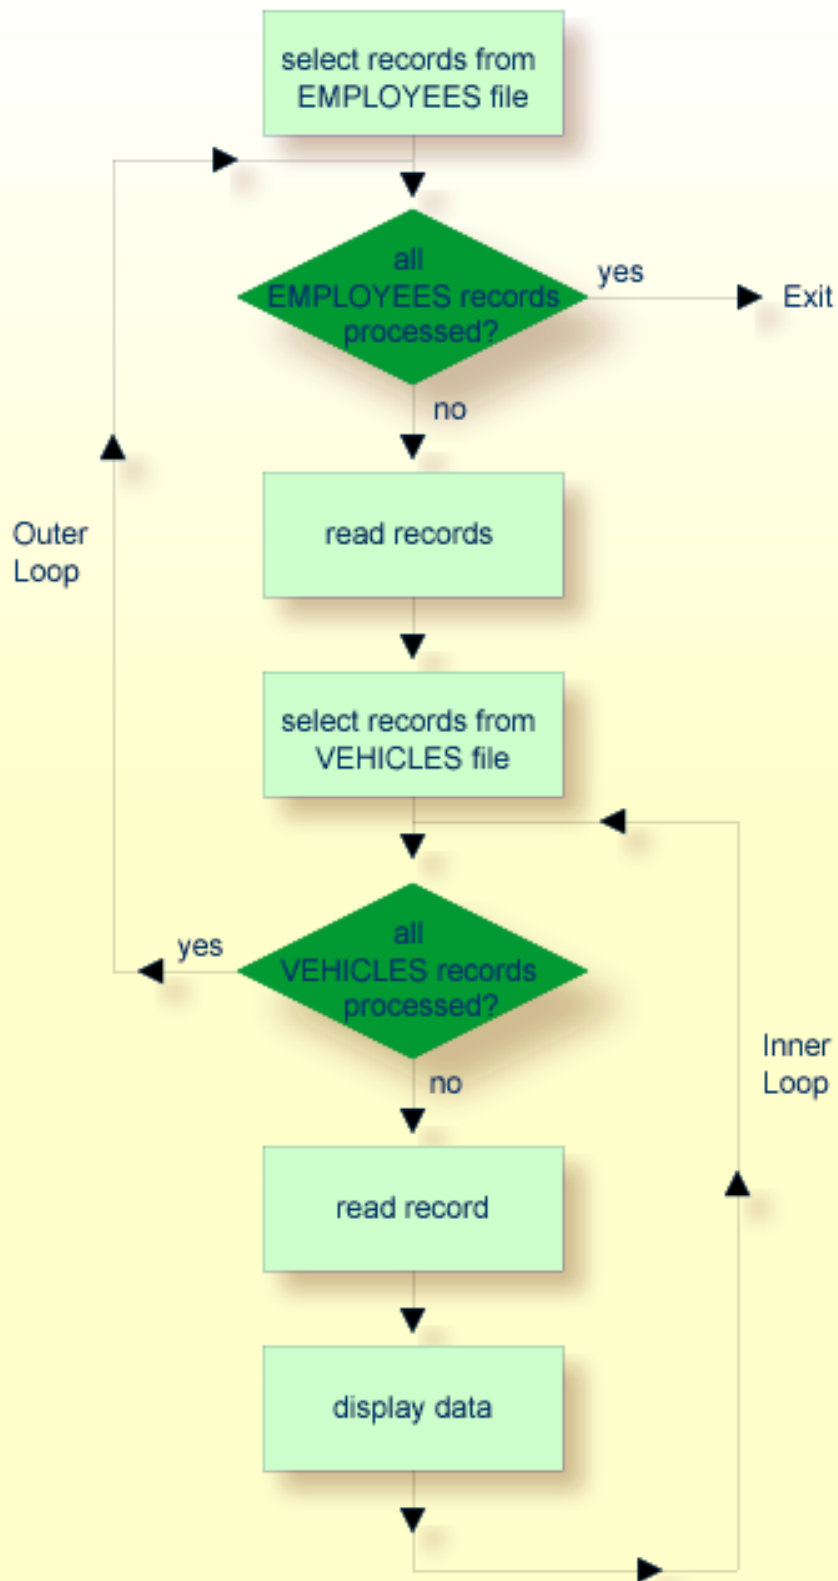 select records from
EMPLOYEES file
all
EMPLOYEES records
processed?
yes
Exit
no
Outer
Loop
read records
select records from
VEHICLES file
yes
all
VEHICLES records
processed?
Inner
Loop
no
read record
display data